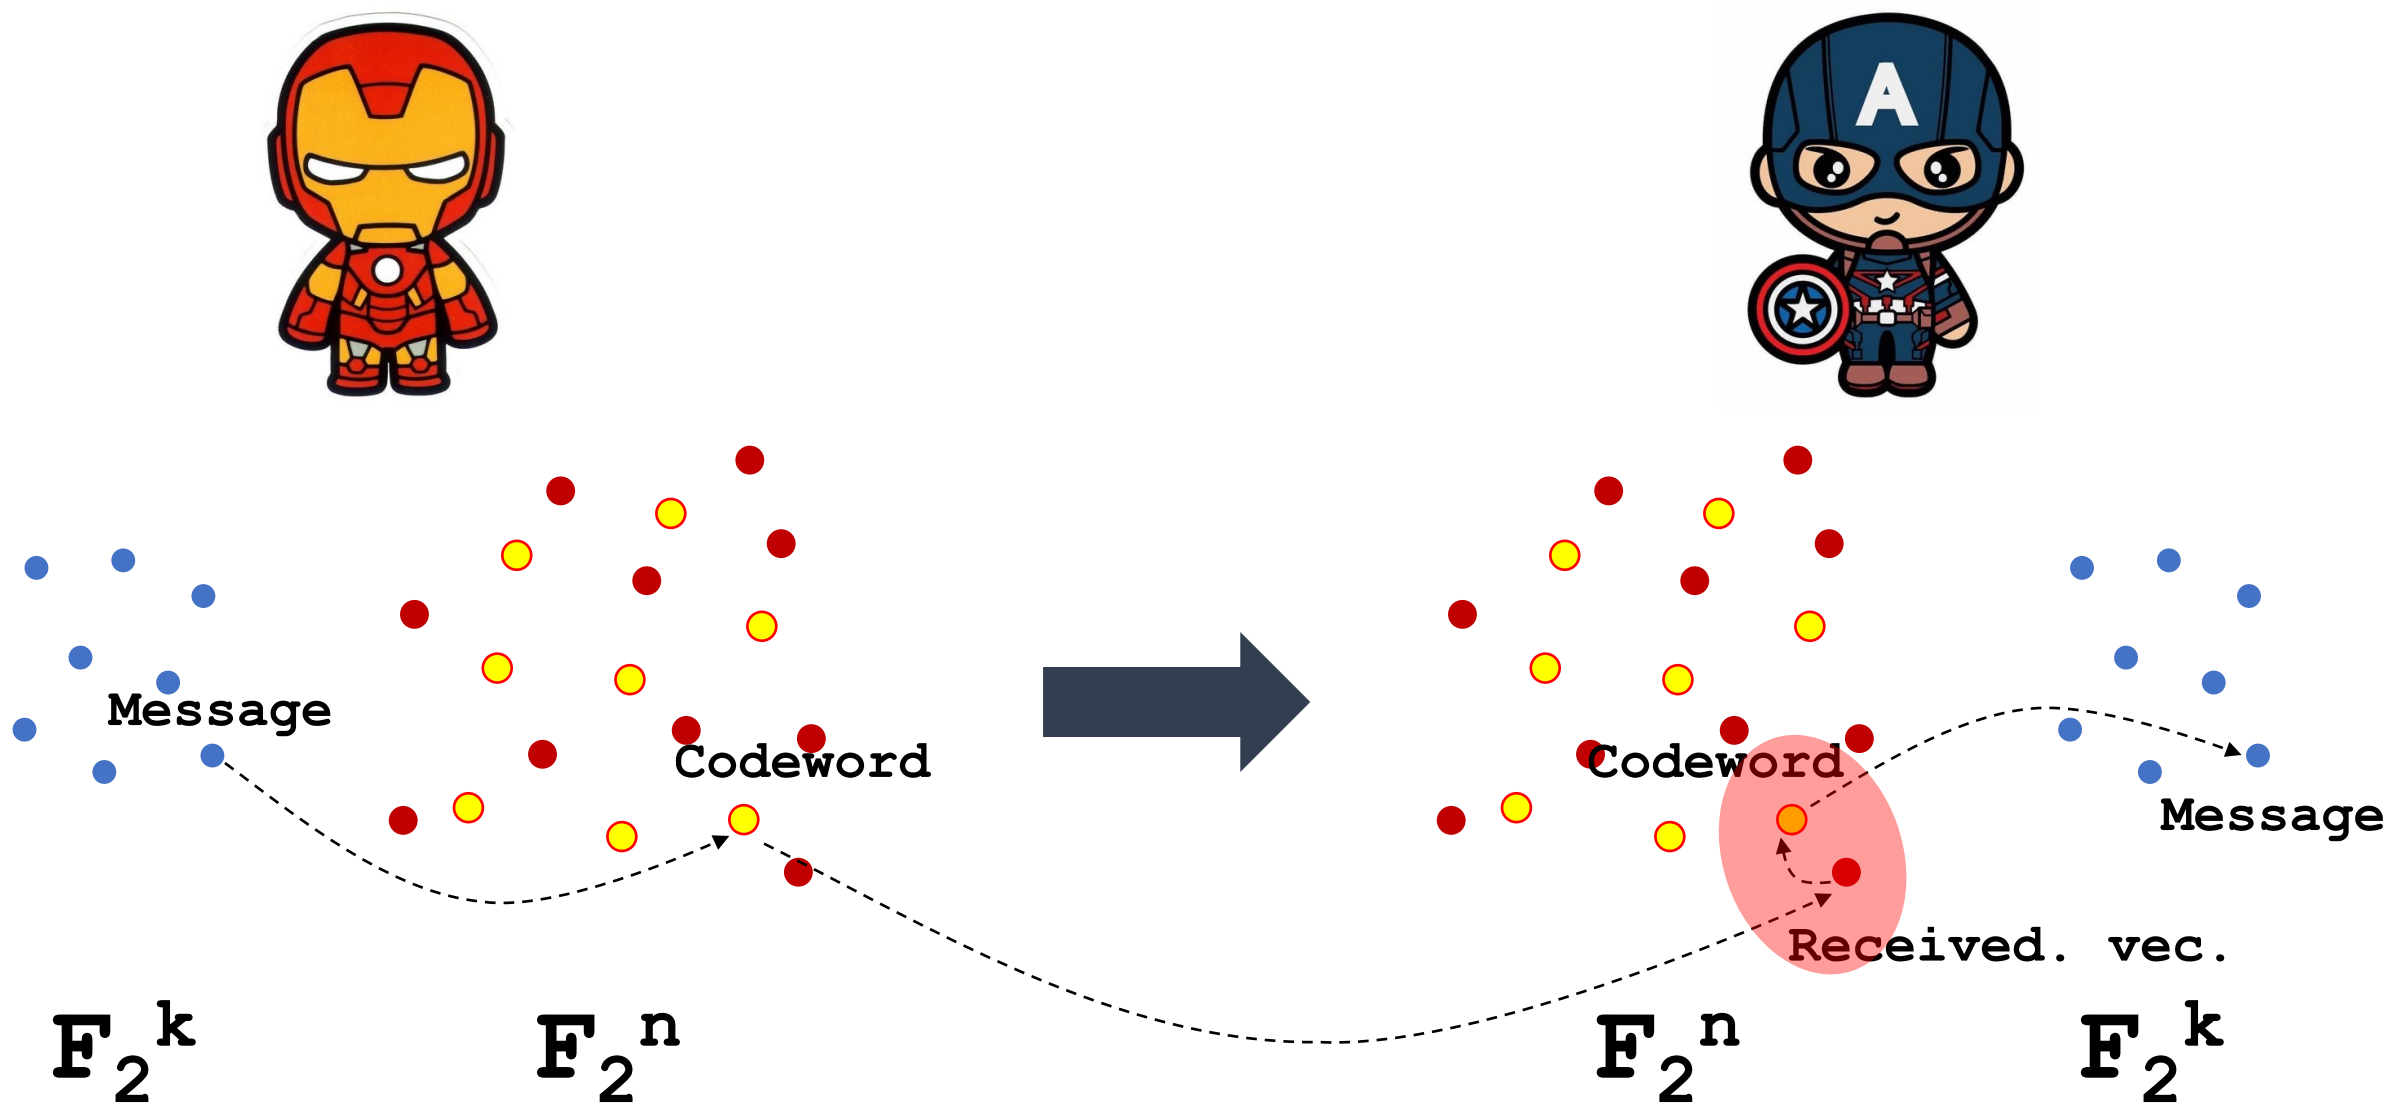 A
Message
Codeword
Codeword
Message
Received. vec.
F₂ᵏ
F₂ⁿ
F₂ⁿ
F₂ᵏ